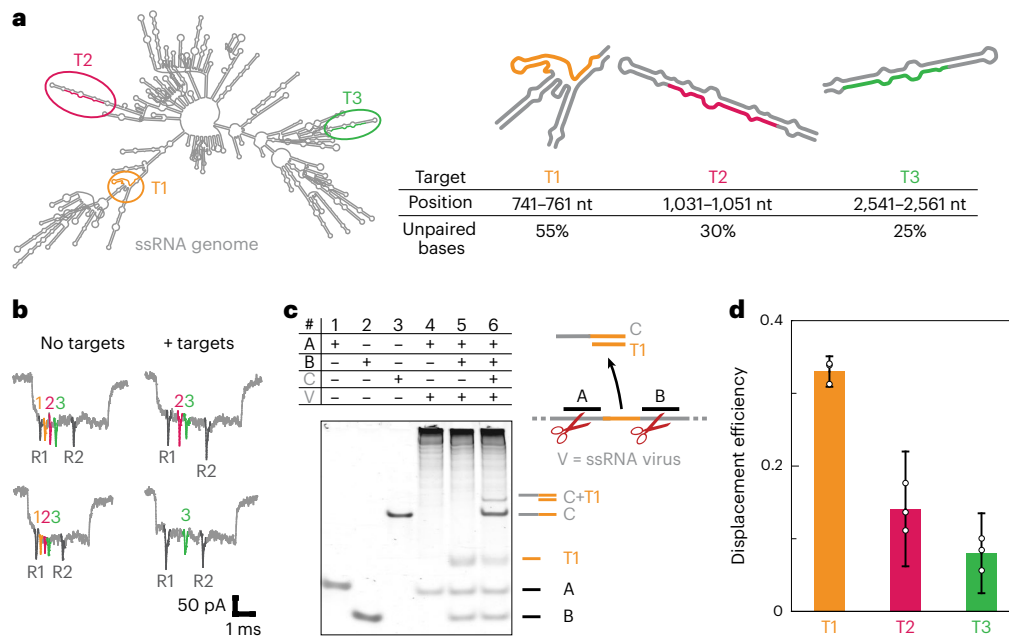 a
T2
T3
T1
ssRNA genome
Target T1 T2 T3
Position 741–761 nt 1,031–1,051 nt 2,541–2,561 nt
Unpaired bases 55% 30% 25%
b
No targets + targets
1 2 3 R1 R2
2 3 R1 R2
1 2 3 R1 R2
3 R1 R2
50 pA
1 ms
c
# 1 2 3 4 5 6
A + – – + + +
B – + – – + +
C – – + – – +
V – – – + + +
C
T1
A B
V = ssRNA virus
C+T1
C
T1
A
B
d
Displacement efficiency
0.4
0.2
0
T1 T2 T3